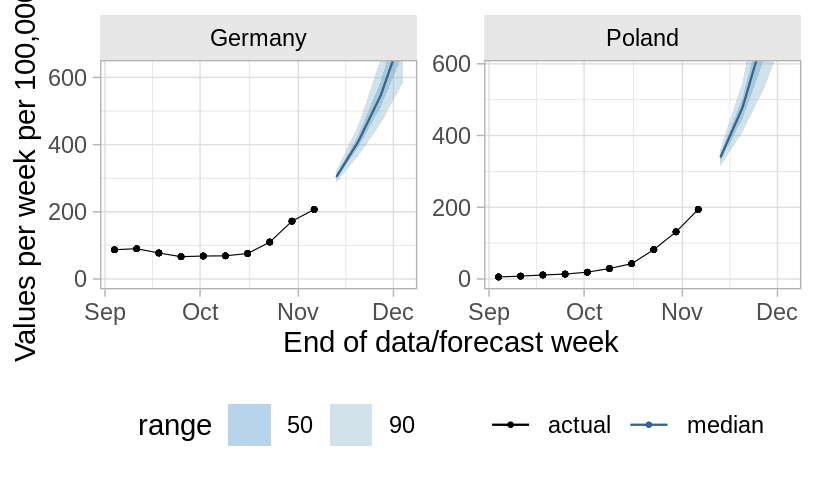 Germany
Poland
Values per week per 100,000
600
400
200
0
600
400
200
0
Sep Oct Nov Dec
Sep Oct Nov Dec
End of data/forecast week
range 50 90 actual median